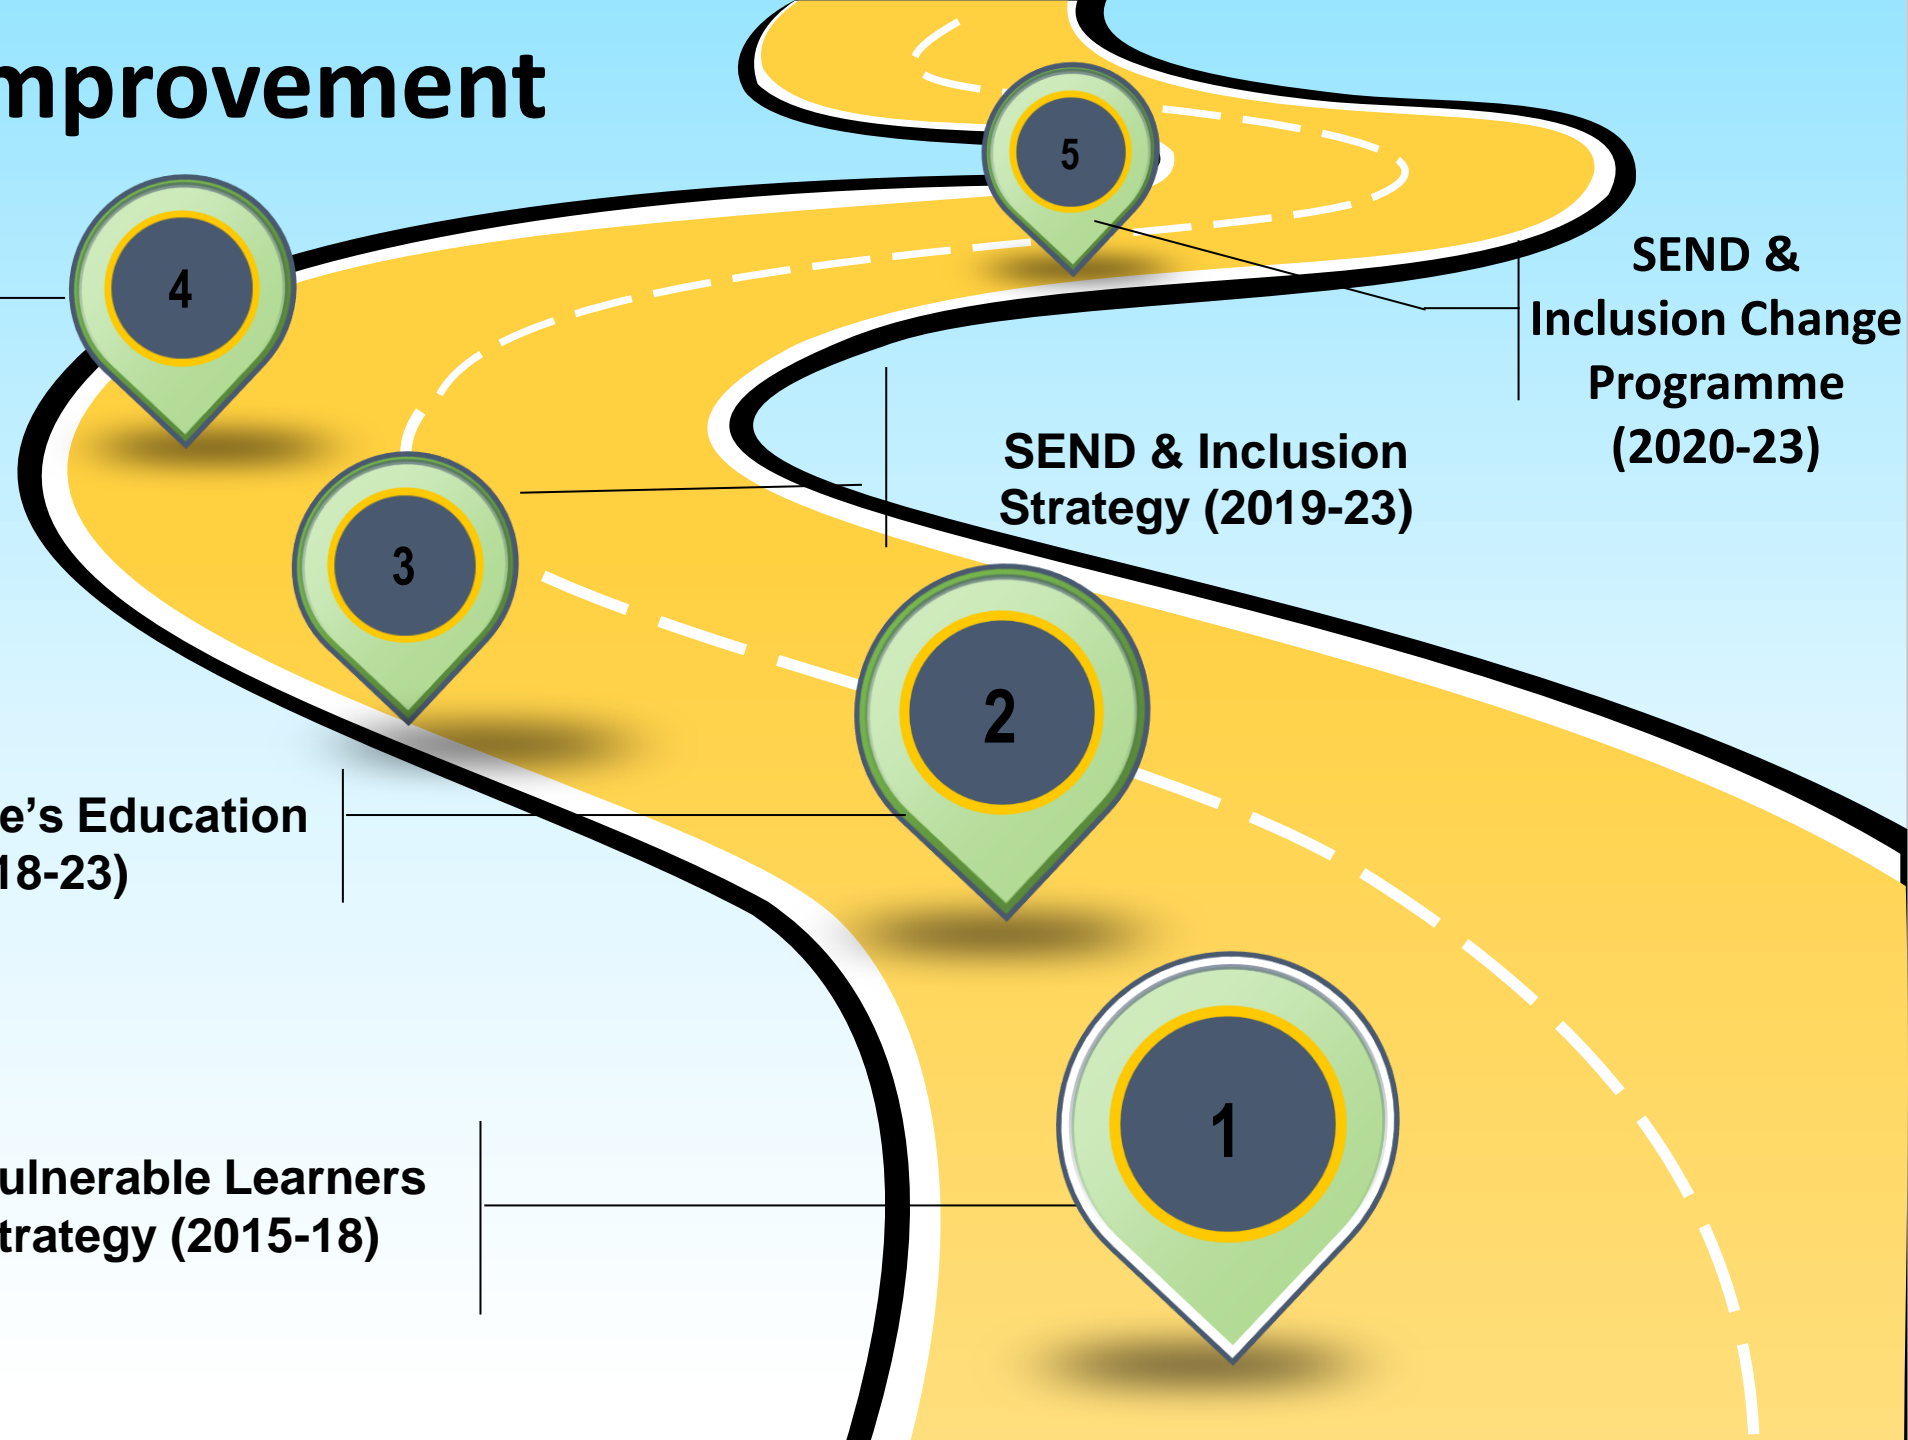 mprovement
5
4
SEND &
Inclusion Change
Programme
(2020-23)
SEND & Inclusion
Strategy (2019-23)
3
2
e’s Education
18-23)
1
ulnerable Learners
trategy (2015-18)